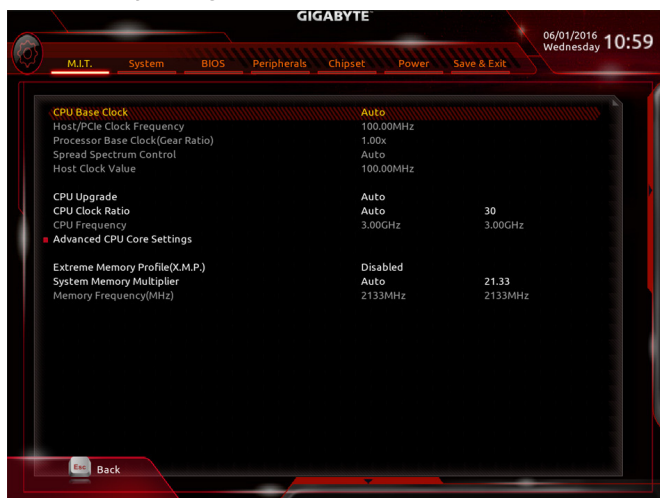 GIGABYTE
06/01/2016
Wednesday
10:59
M.I.T. System BIOS Peripherals Chipset Power Save & Exit
CPU Base Clock Auto
Host/PCIe Clock Frequency 100.00MHz
Processor Base Clock(Gear Ratio) 1.00x
Spread Spectrum Control Auto
Host Clock Value 100.00MHz
CPU Upgrade Auto
CPU Clock Ratio Auto 30
CPU Frequency 3.00GHz 3.00GHz
Advanced CPU Core Settings
Extreme Memory Profile(X.M.P.) Disabled
System Memory Multiplier Auto 21.33
Memory Frequency(MHz) 2133MHz 2133MHz
Esc Back